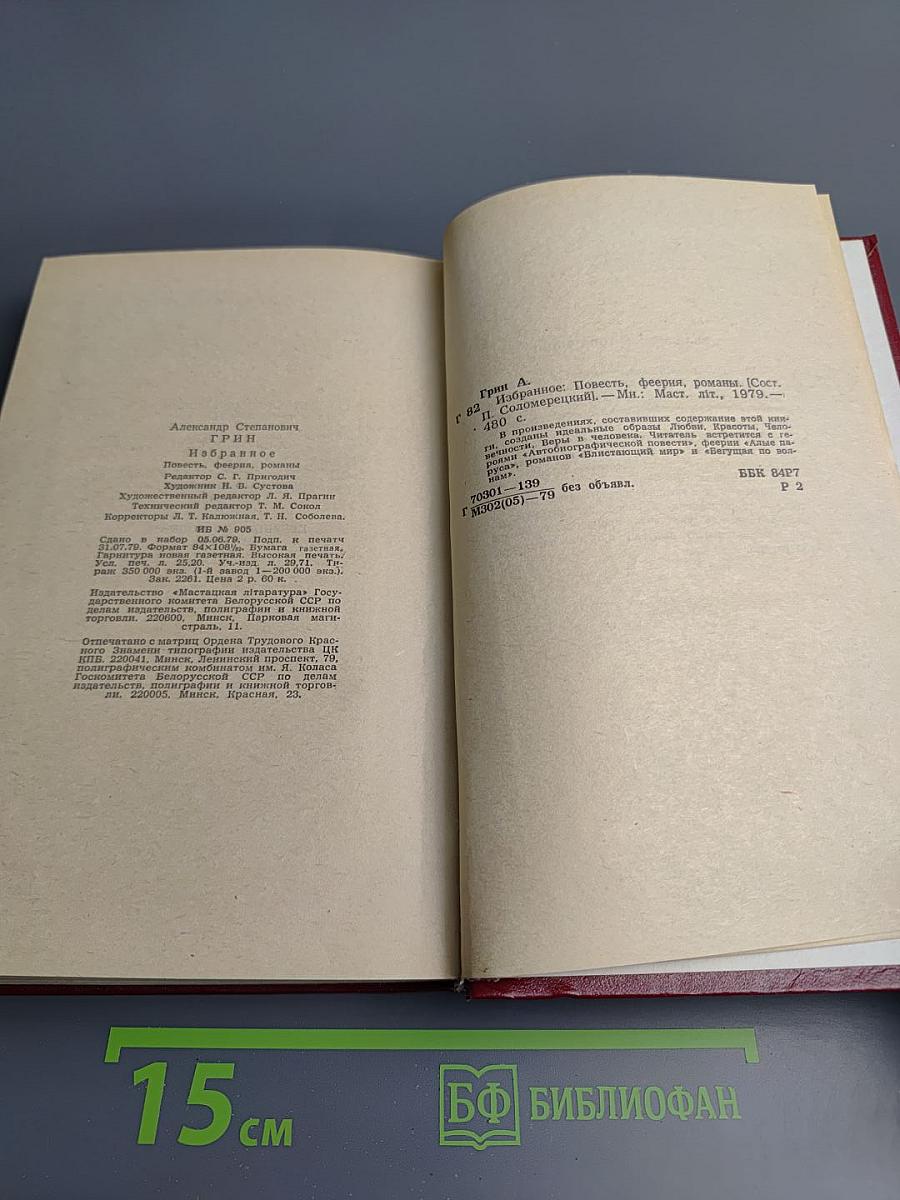 Александр Степанович
ГРИН
Избранное
Повесть, феерия, романы
Редактор С. Г. Пригодич
Художник Н. В. Сустова
Художественный редактор Л. Я. Прагин
Технический редактор Т. М. Сокол
Корректоры Л. Т. Калюжная, Т. Н. Соболева.
ИБ № 905
Сдано в набор 05.06.79. Подп. к печати
31.07.79. Формат 84×108¹/₃₂. Бумага газетная.
Гарнитура новая газетная. Высокая печать.
Усл. печ. л. 25,20. Уч.-изд. л. 29,71. Ти-
раж 350 000 экз. (1-й завод 1—200 000 экз.).
Зак. 2261. Цена 2 р. 60 к.
Издательство «Мастацкая літаратура» Госу-
дарственного комитета Белорусской ССР по
делам издательств, полиграфии и книжной
торговли. 220600, Минск, Парковая маги-
страль, 11.
Отпечатано с матриц Ордена Трудового Крас-
ного Знамени типографии издательства ЦК
КПБ. 220041, Минск, Ленинский проспект, 79,
полиграфическим комбинатом им. Я. Коласа
Госкомитета Белорусской ССР по делам
издательств, полиграфии и книжной торгов-
ли. 220005, Минск, Красная, 23.
Грин А.
Г 82 Избранное: Повесть, феерия, романы. [Сост.
П. Соломерецкий]. — Мн.: Маст. літ., 1979.—
480 с.
В произведениях, составивших содержание этой кни-
ги, созданы идеальные образы Любви, Красоты, Чело-
вечности, Веры в человека. Читатель встретится с ге-
роями «Автобиографической повести», феерии «Алые па-
руса», романов «Блистающий мир» и «Бегущая по вол-
нам».
70301—139
Г без объявл.
М302(05)—79
ББК 84Р7
Р 2
15 см
БФ БИБЛИОФАН